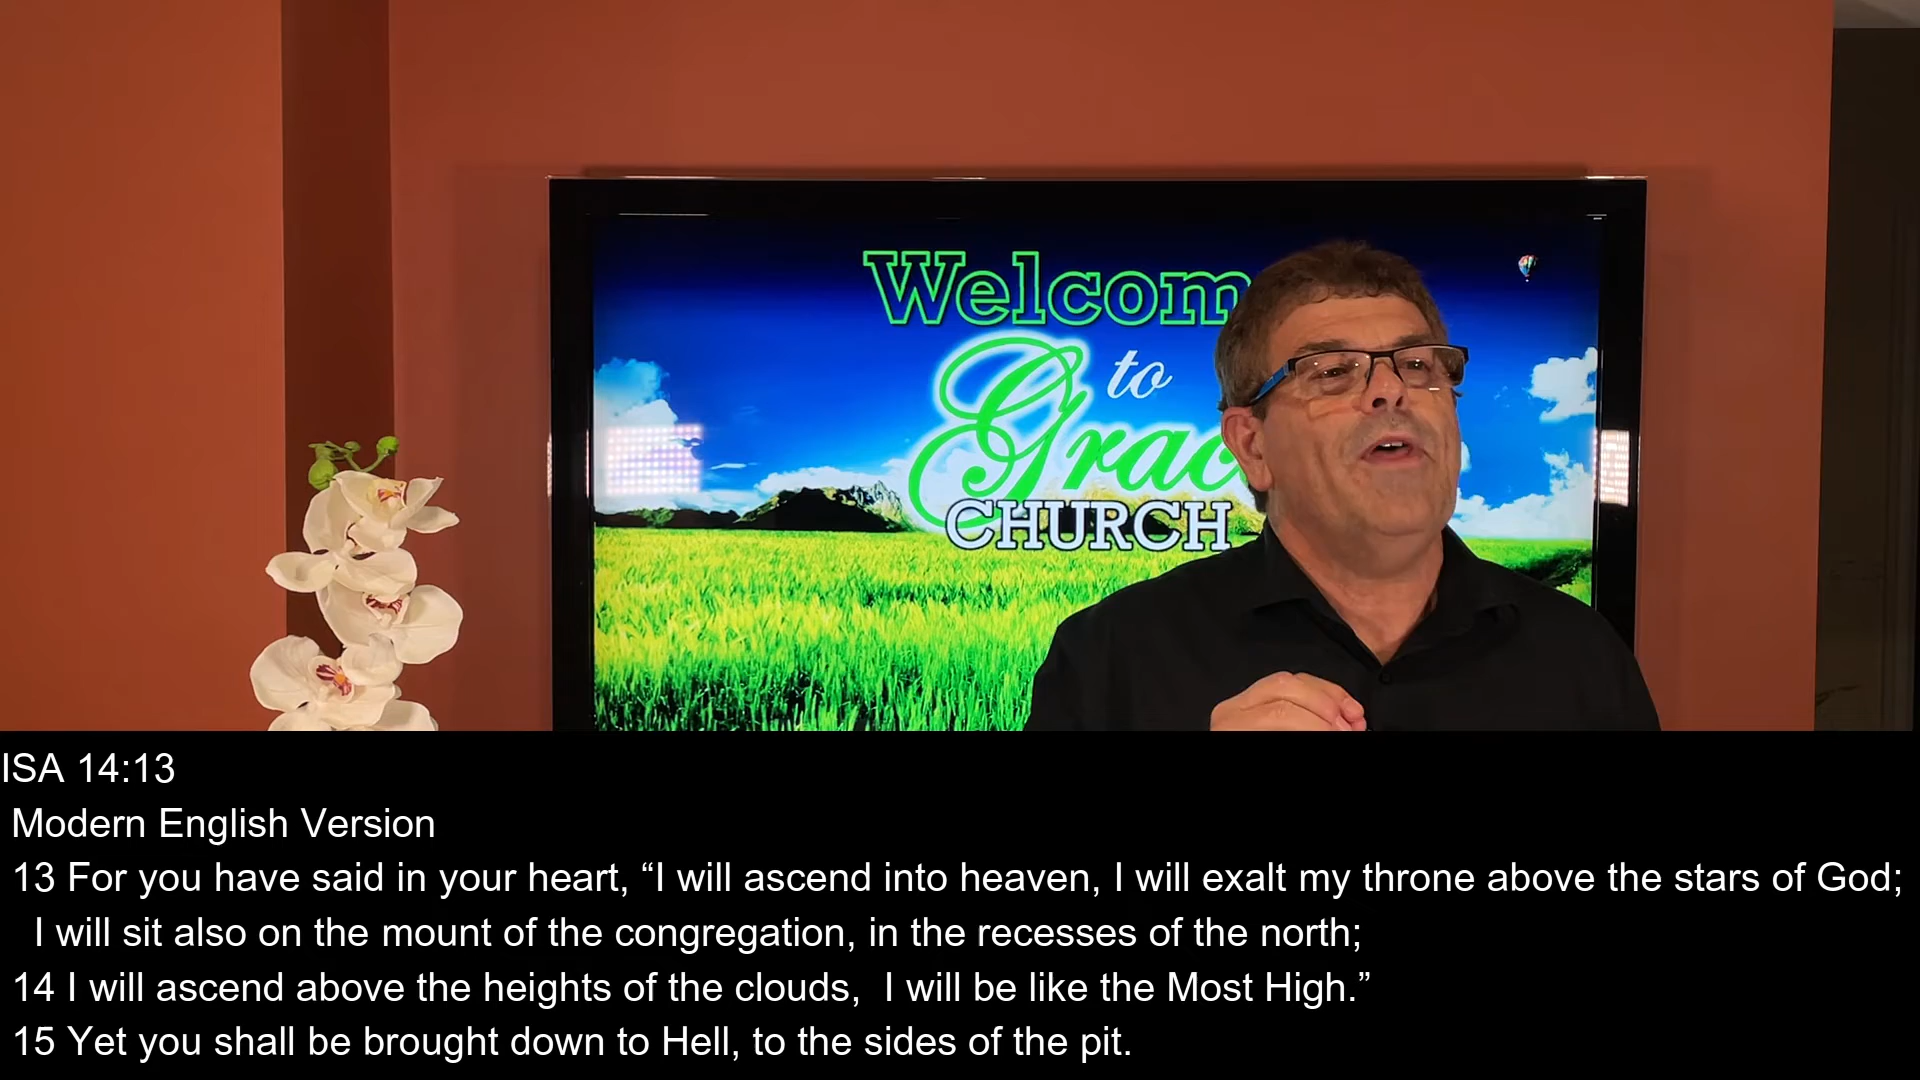 Welcom
to
Grac
CHURCH
ISA 14:13
Modern English Version
13 For you have said in your heart, “I will ascend into heaven, I will exalt my throne above the stars of God;
I will sit also on the mount of the congregation, in the recesses of the north;
14 I will ascend above the heights of the clouds,  I will be like the Most High.”
15 Yet you shall be brought down to Hell, to the sides of the pit.